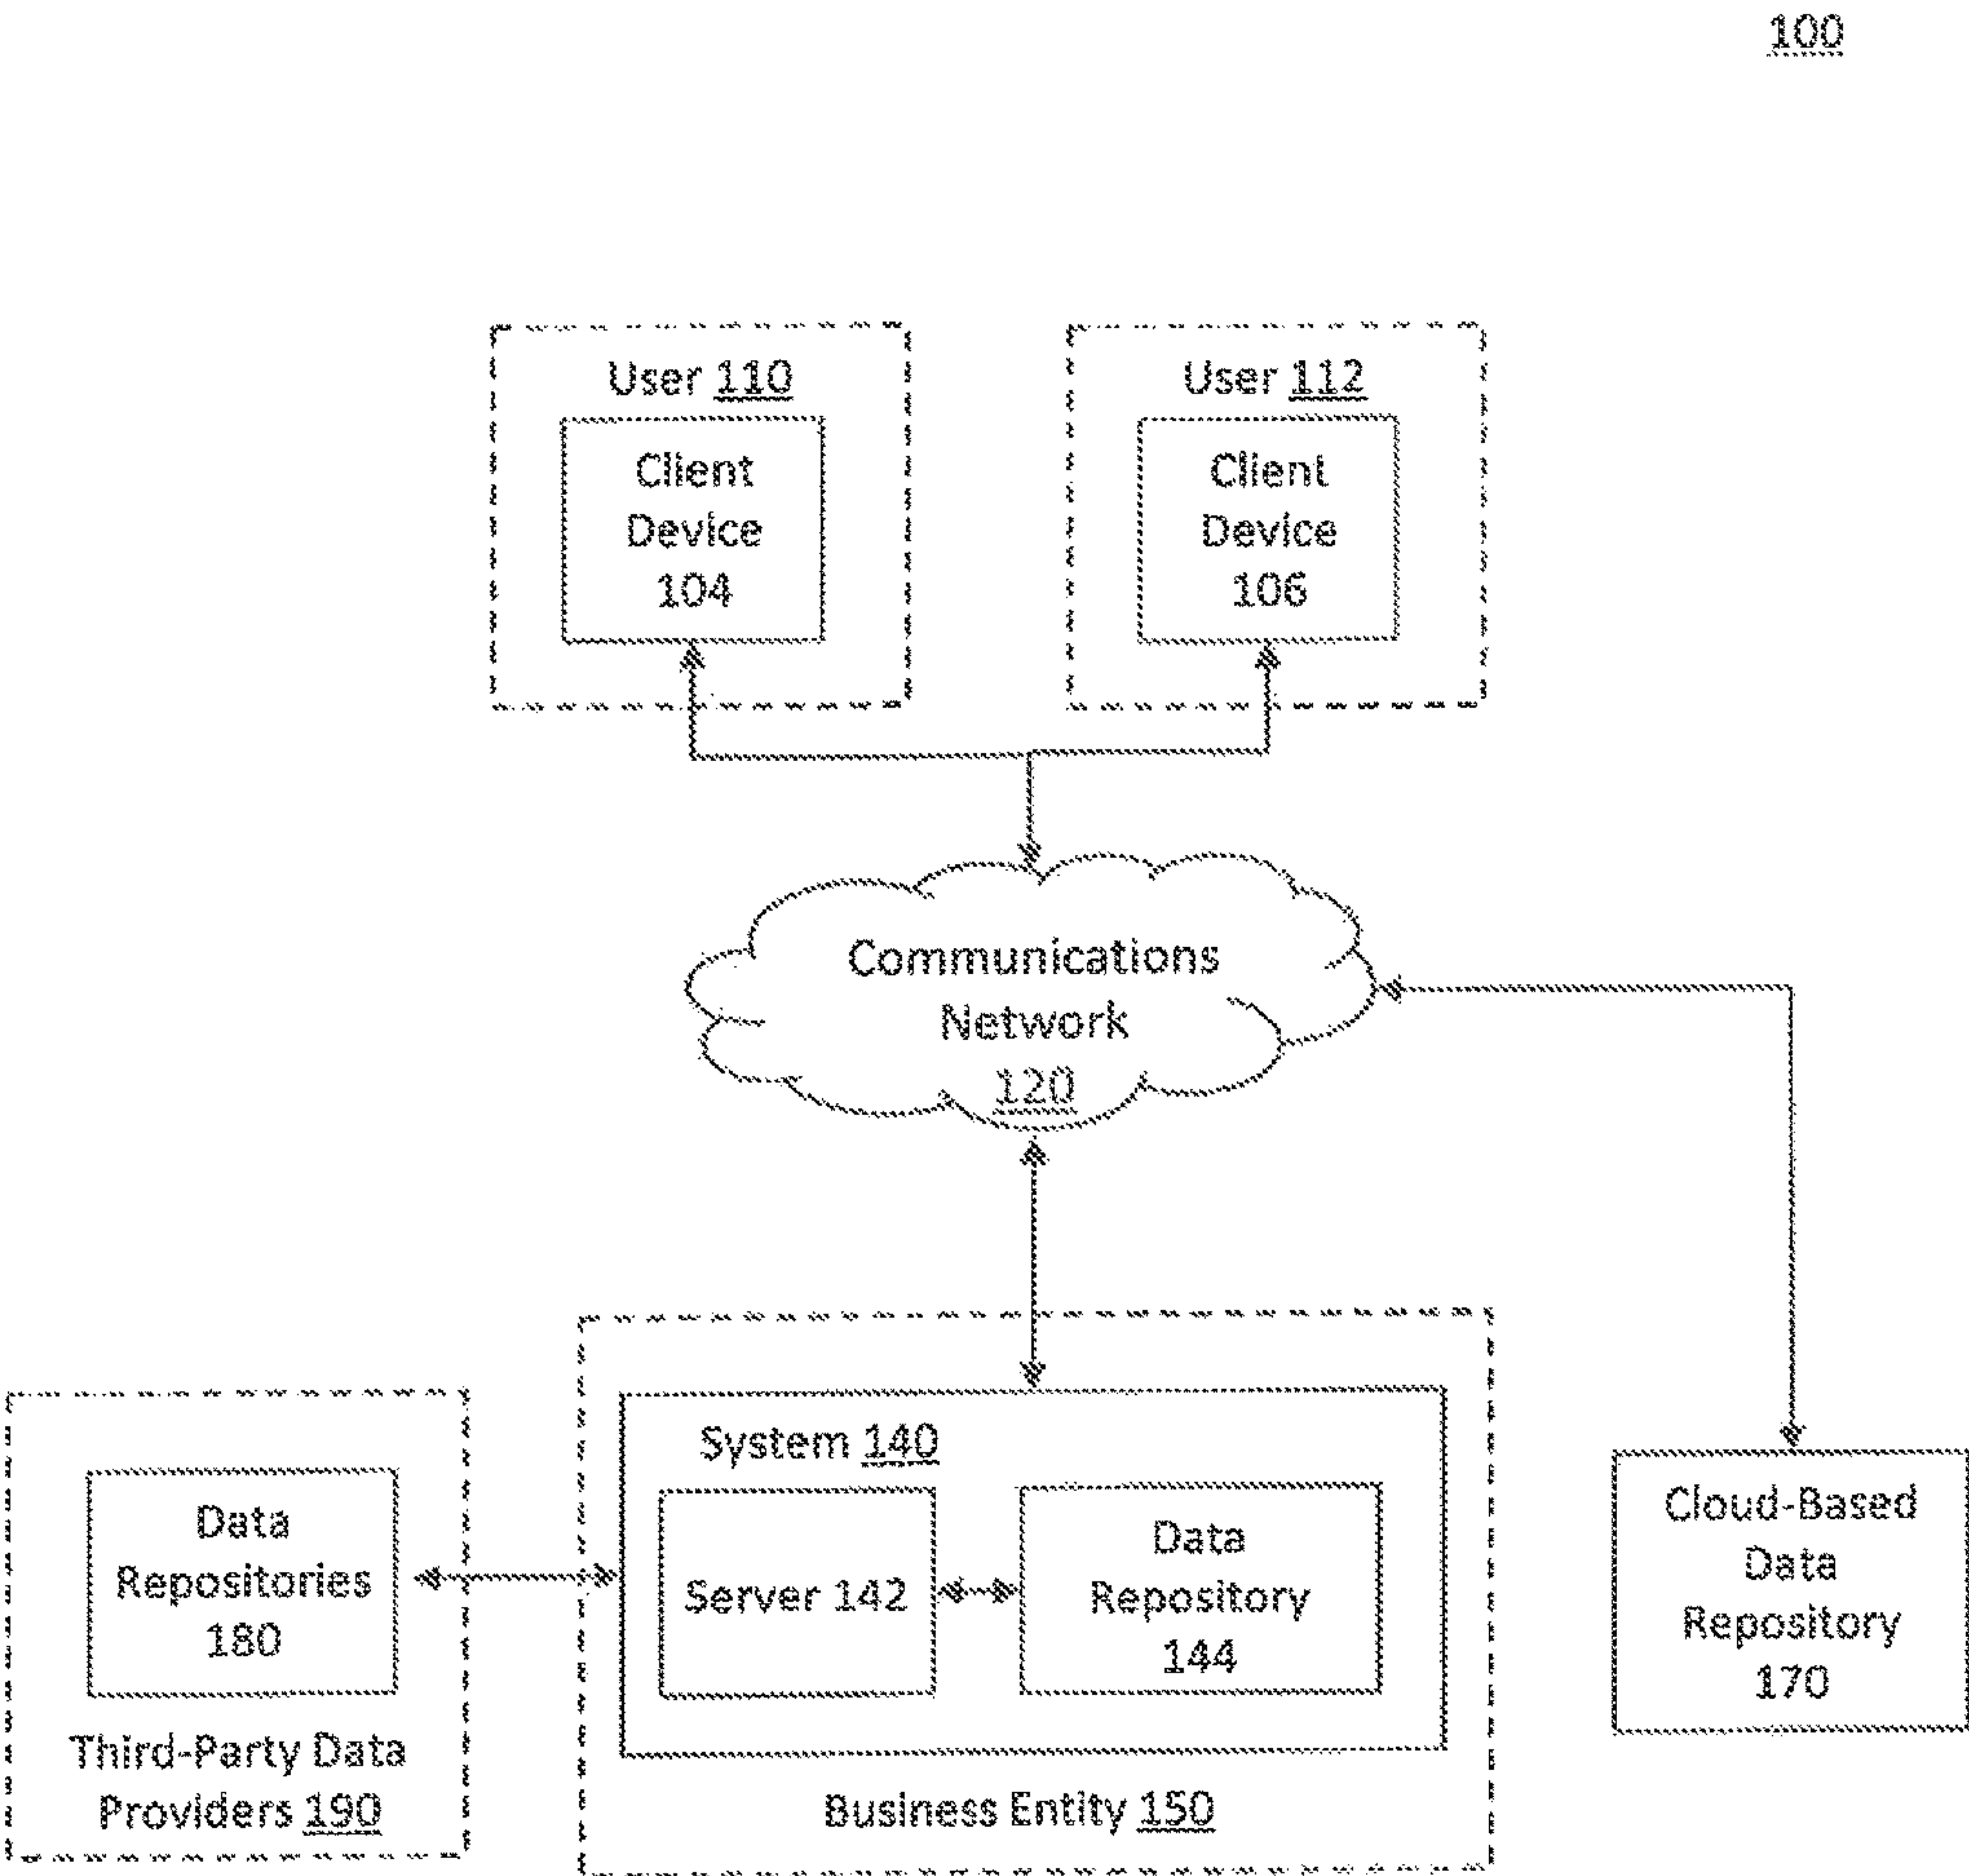 100
User 110
Client
Device
104
User 112
Client
Device
106
Communications
Network
120
System 140
Server 142
Data
Repository
144
Business Entity 150
Data
Repositories
180
Third-Party Data
Providers 190
Cloud-Based
Data
Repository
170